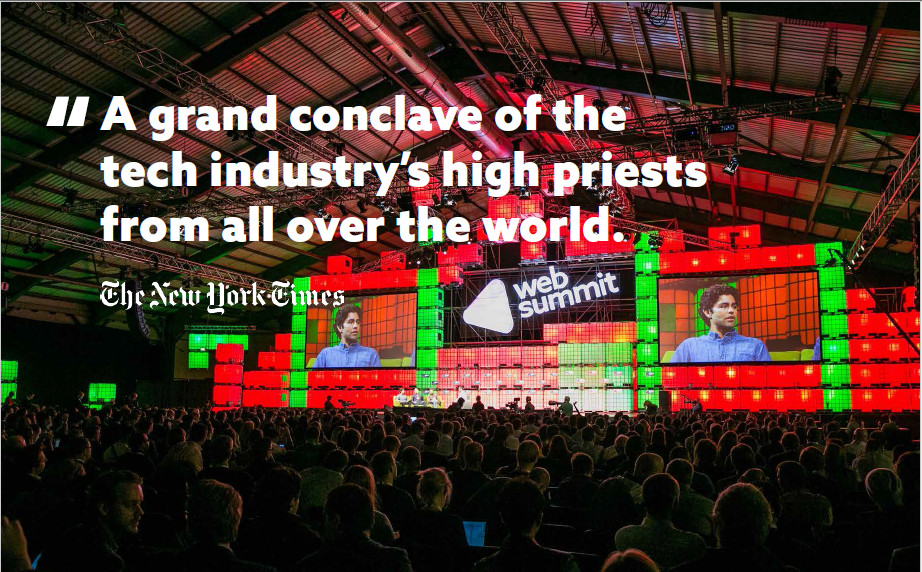 “ A grand conclave of the
tech industry’s high priests
from all over the world.
The New York Times
web
summit